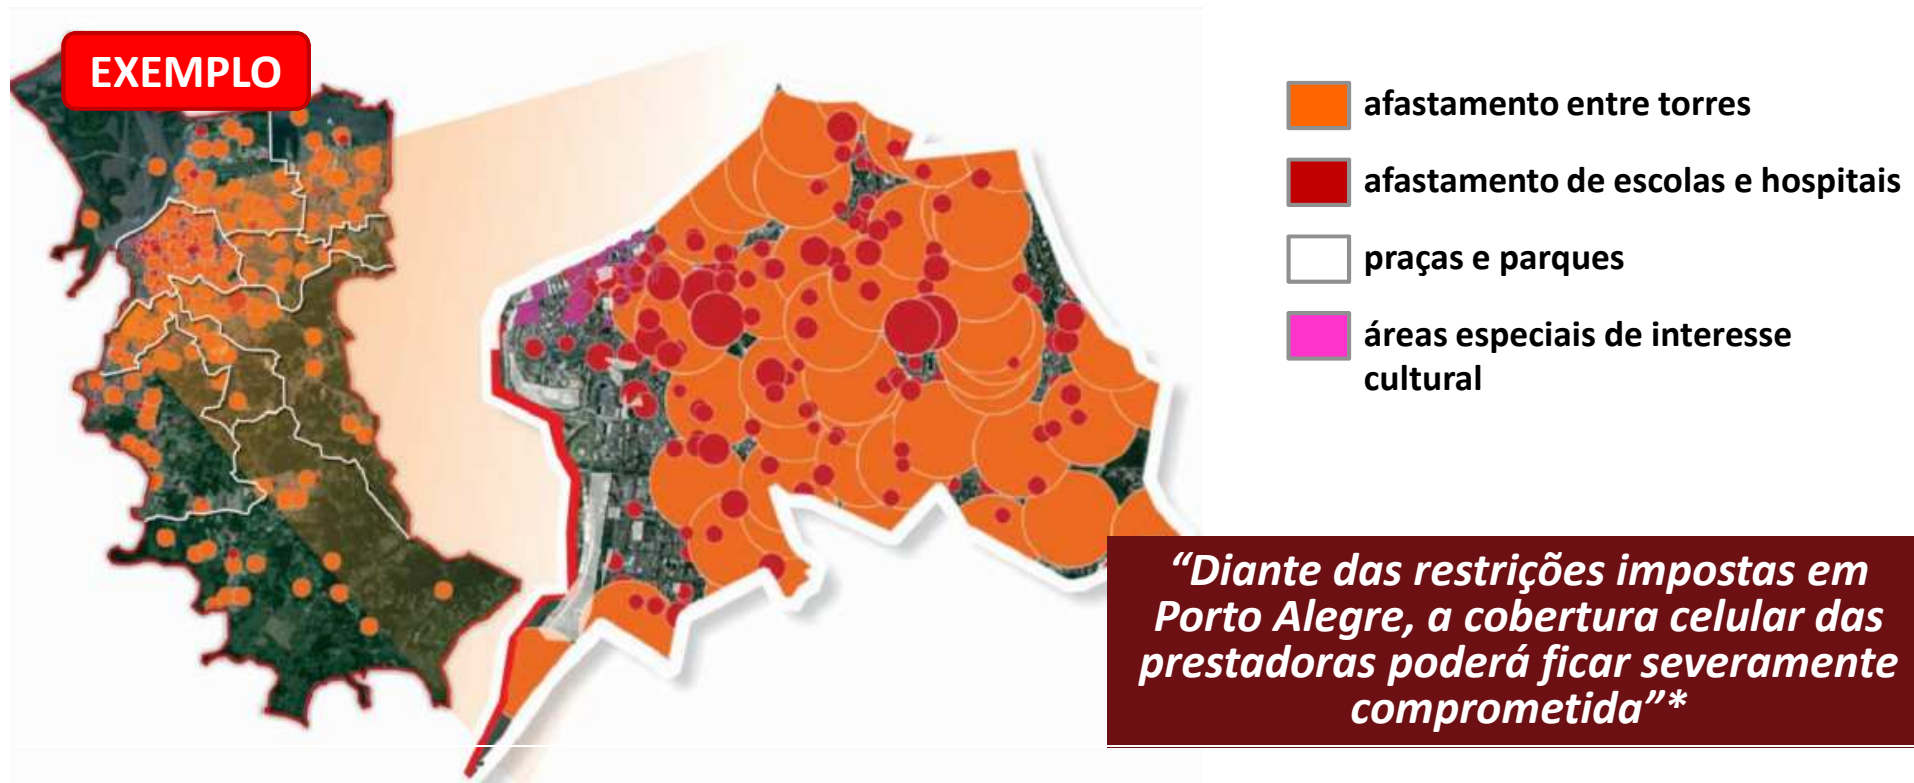 EXEMPLO
afastamento entre torres
afastamento de escolas e hospitais
praças e parques
áreas especiais de interesse
cultural
“Diante das restrições impostas em
Porto Alegre, a cobertura celular das
prestadoras poderá ficar severamente
comprometida”*